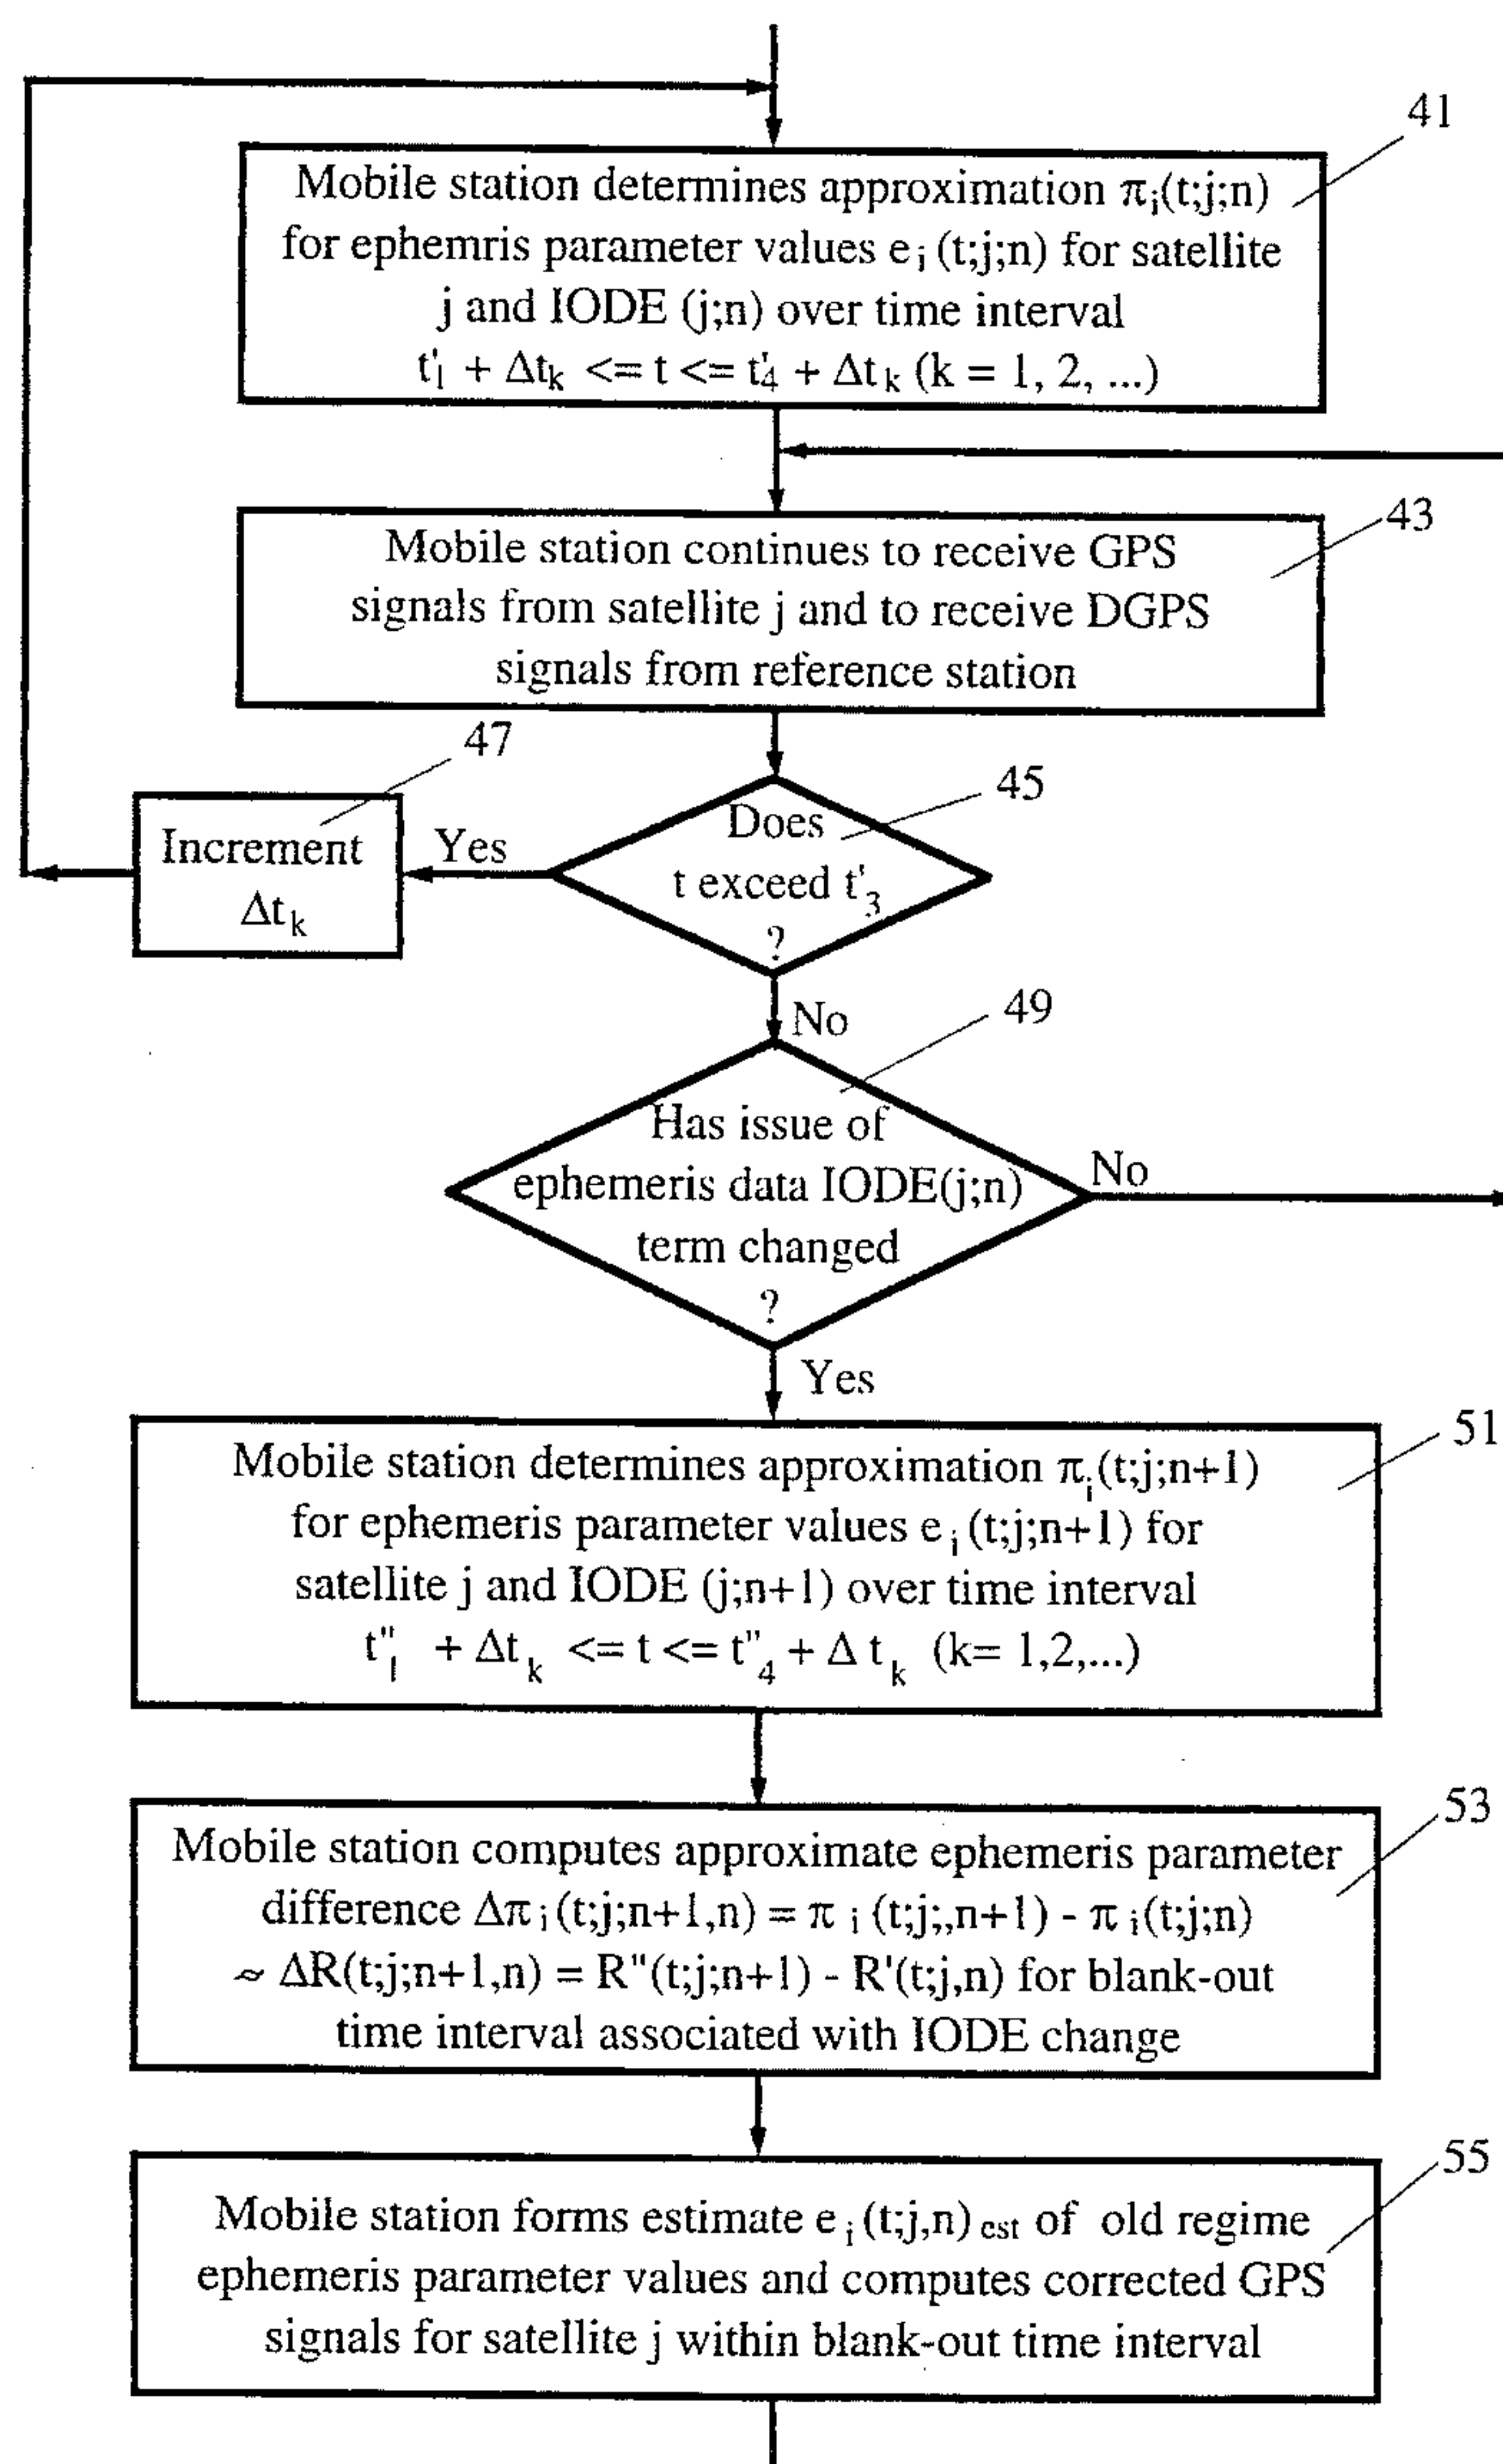 41
Mobile station determines approximation πi(t;j;n)
for ephemris parameter values ei (t;j;n) for satellite
j and IODE (j;n) over time interval
t'1 + Δtk <= t <= t'4 + Δtk (k = 1, 2, ...)
43
Mobile station continues to receive GPS
signals from satellite j and to receive DGPS
signals from reference station
47
Increment
Δtk
Yes
45
Does
t exceed t'3
?
No
49
Has issue of
ephemeris data IODE(j;n)
term changed
?
No
Yes
51
Mobile station determines approximation πi(t;j;n+1)
for ephemeris parameter values ei (t;j;n+1) for
satellite j and IODE (j;n+1) over time interval
t"1 + Δtk <= t <= t"4 + Δ tk (k= 1,2,...)
53
Mobile station computes approximate ephemeris parameter
difference Δπi (t;j;n+1,n) = πi (t;j;,n+1) - πi(t;j;n)
~ ΔR(t;j;n+1,n) = R"(t;j;n+1) - R'(t;j,n) for blank-out
time interval associated with IODE change
55
Mobile station forms estimate ei (t;j,n) est of old regime
ephemeris parameter values and computes corrected GPS
signals for satellite j within blank-out time interval